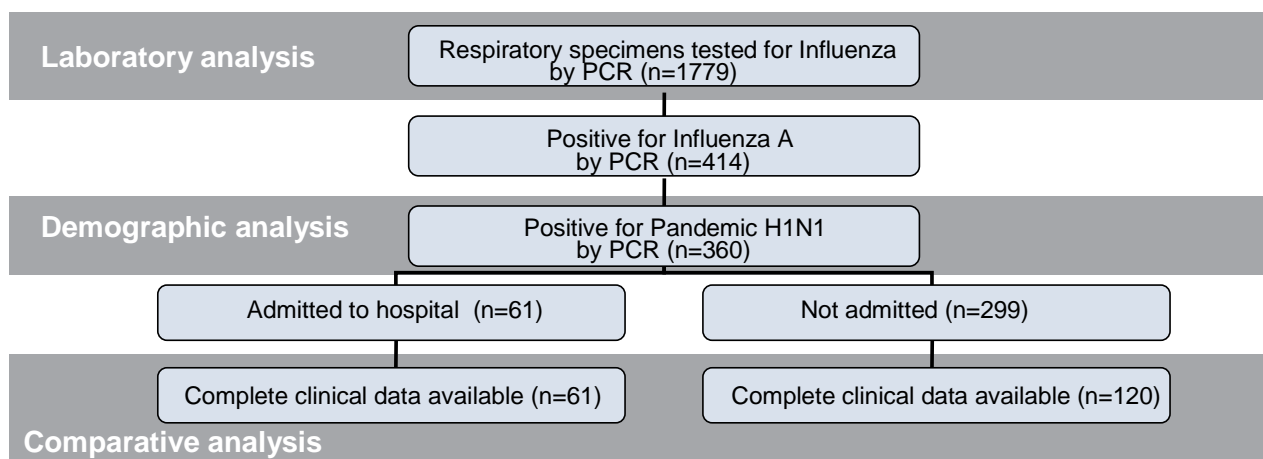 Laboratory analysis
Respiratory specimens tested for Influenza
by PCR (n=1779)
Positive for Influenza A
by PCR (n=414)
Demographic analysis
Positive for Pandemic H1N1
by PCR (n=360)
Admitted to hospital (n=61)
Not admitted (n=299)
Complete clinical data available (n=61)
Complete clinical data available (n=120)
Comparative analysis